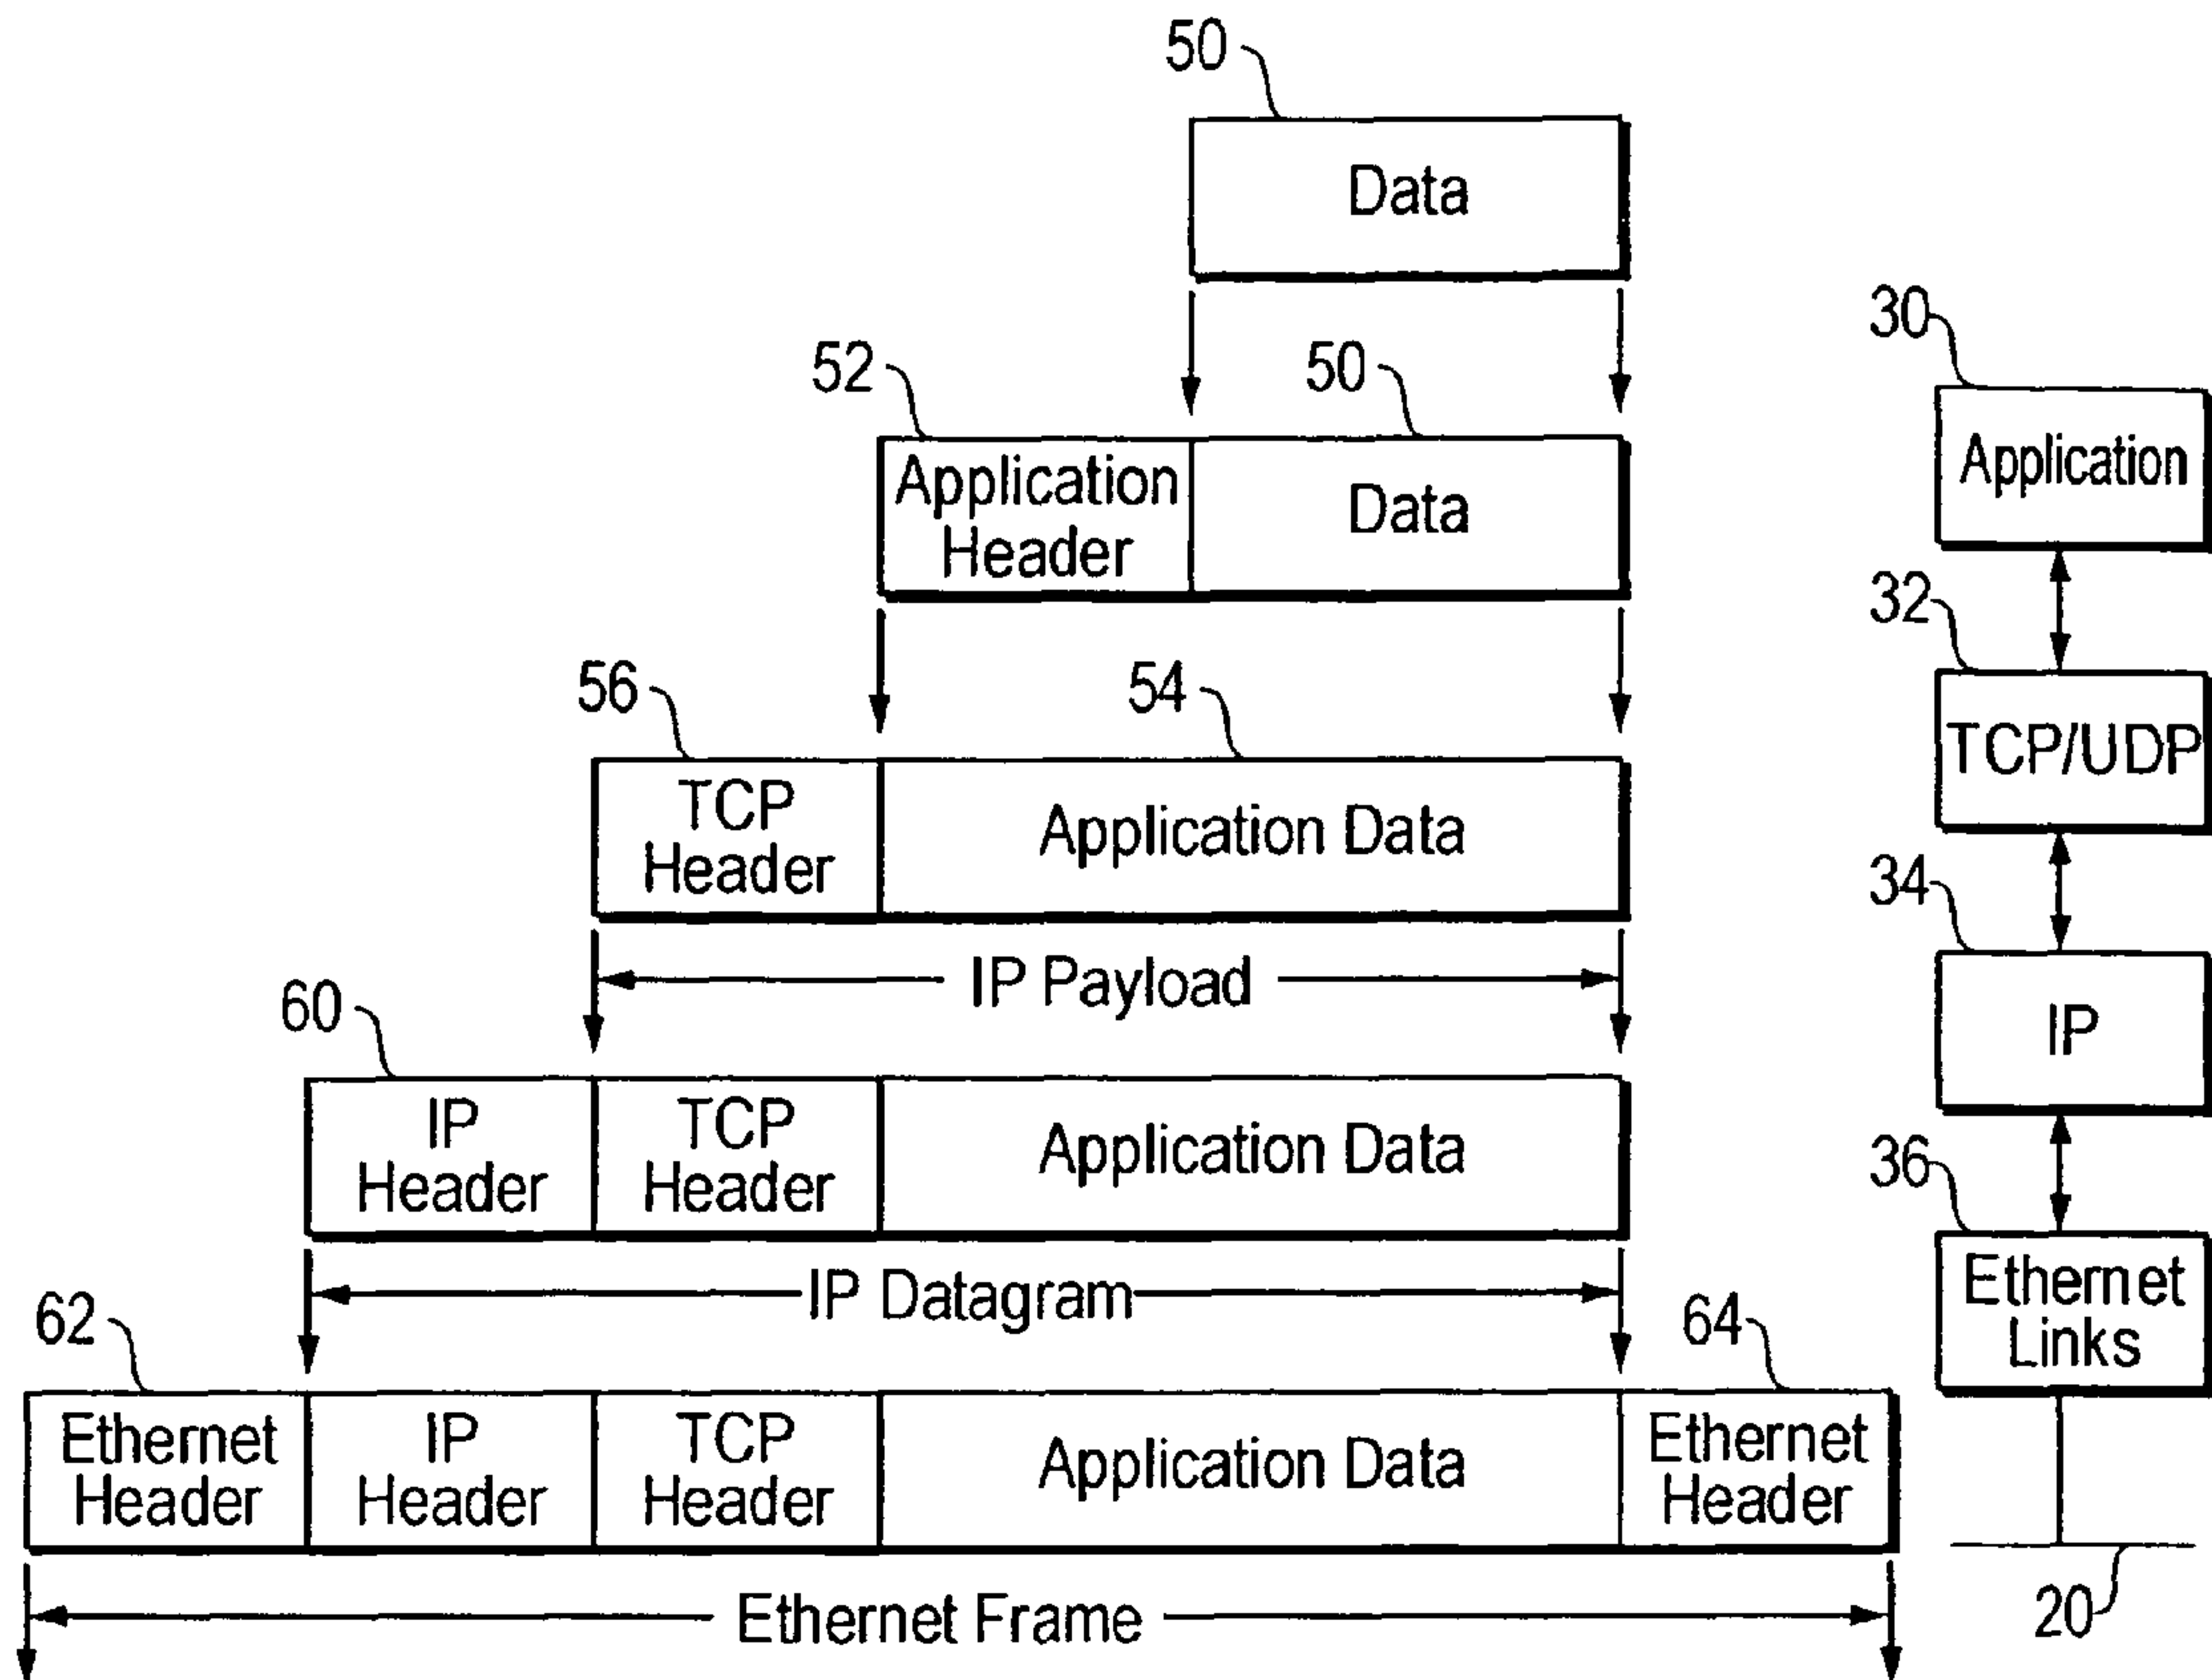 50
Data
52
50
Application
Header
Data
56
54
TCP
Header
Application Data
IP Payload
60
IP
Header
TCP
Header
Application Data
IP Datagram
62
64
Ethernet
Header
IP
Header
TCP
Header
Application Data
Ethernet
Header
Ethernet Frame
30
Application
32
TCP/UDP
34
IP
36
Ethernet
Links
20